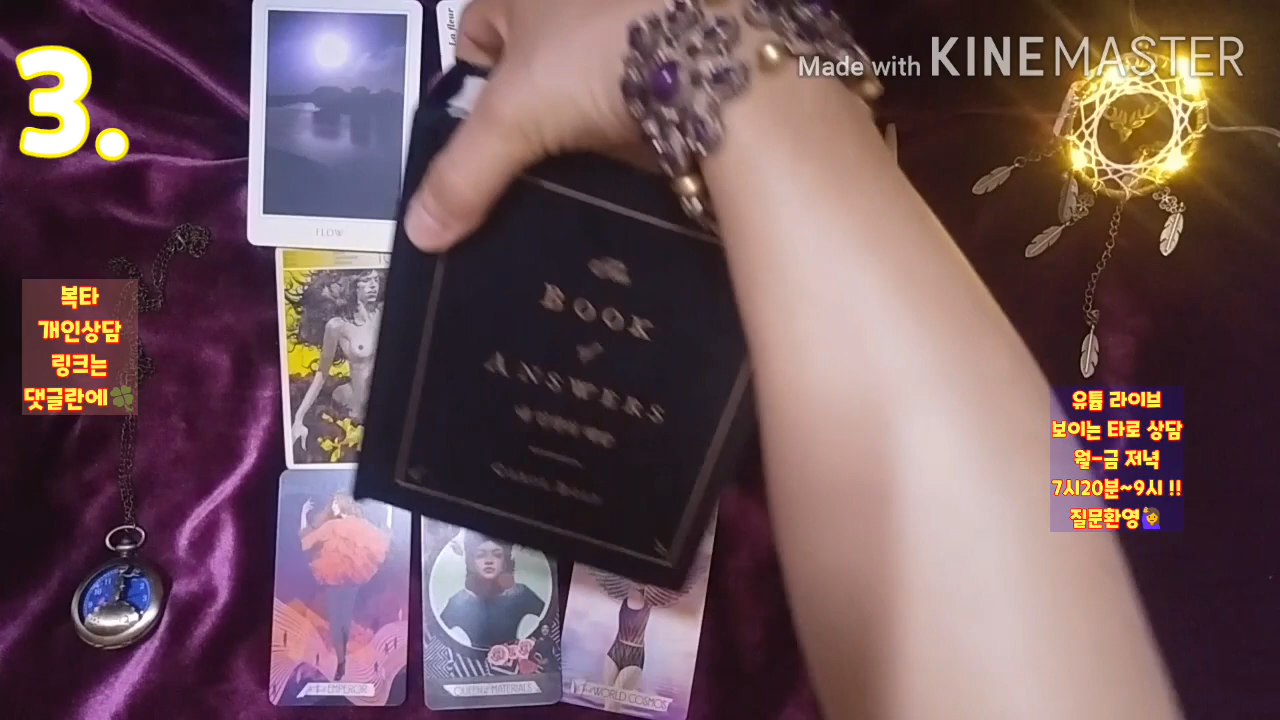 3.
Made with KINEMASTER
La fleur
FLOW
복타
개인상담
링크는
댓글란에🍀
BOOK
of
ANSWERS
유튭 라이브
보이는 타로 상담
월-금 저녁
7시20분~9시 !!
질문환영🙋‍♀️
EMPEROR
QUEEN of MATERIALS
WORLD COSMOS